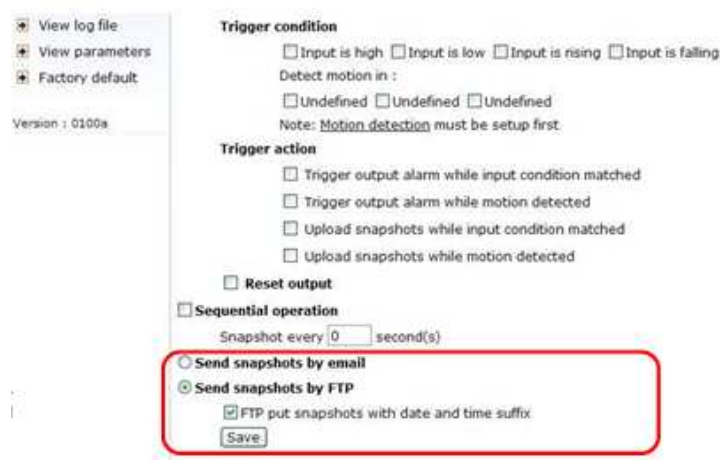 View log file
View parameters
Factory default
Version : 0100a
Trigger condition
Input is high Input is low Input is rising Input is falling
Detect motion in :
Undefined Undefined Undefined
Note: Motion detection must be setup first
Trigger action
Trigger output alarm while input condition matched
Trigger output alarm while motion detected
Upload snapshots while input condition matched
Upload snapshots while motion detected
Reset output
Sequential operation
Snapshot every 0 second(s)
Send snapshots by email
Send snapshots by FTP
FTP put snapshots with date and time suffix
Save